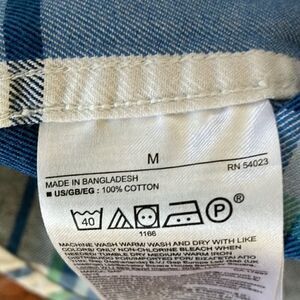 M
MADE IN BANGLADESH
RN 54023
■ US/GB/EG : 100% COTTON
40
P
1166
MACHINE WASH WARM WASH AND DRY WITH LIKE
COLORS/ ONLY NON-CHLORINE BLEACH WHEN
NEEDED/ TUMBLE DRY MEDIUM WARM IRON